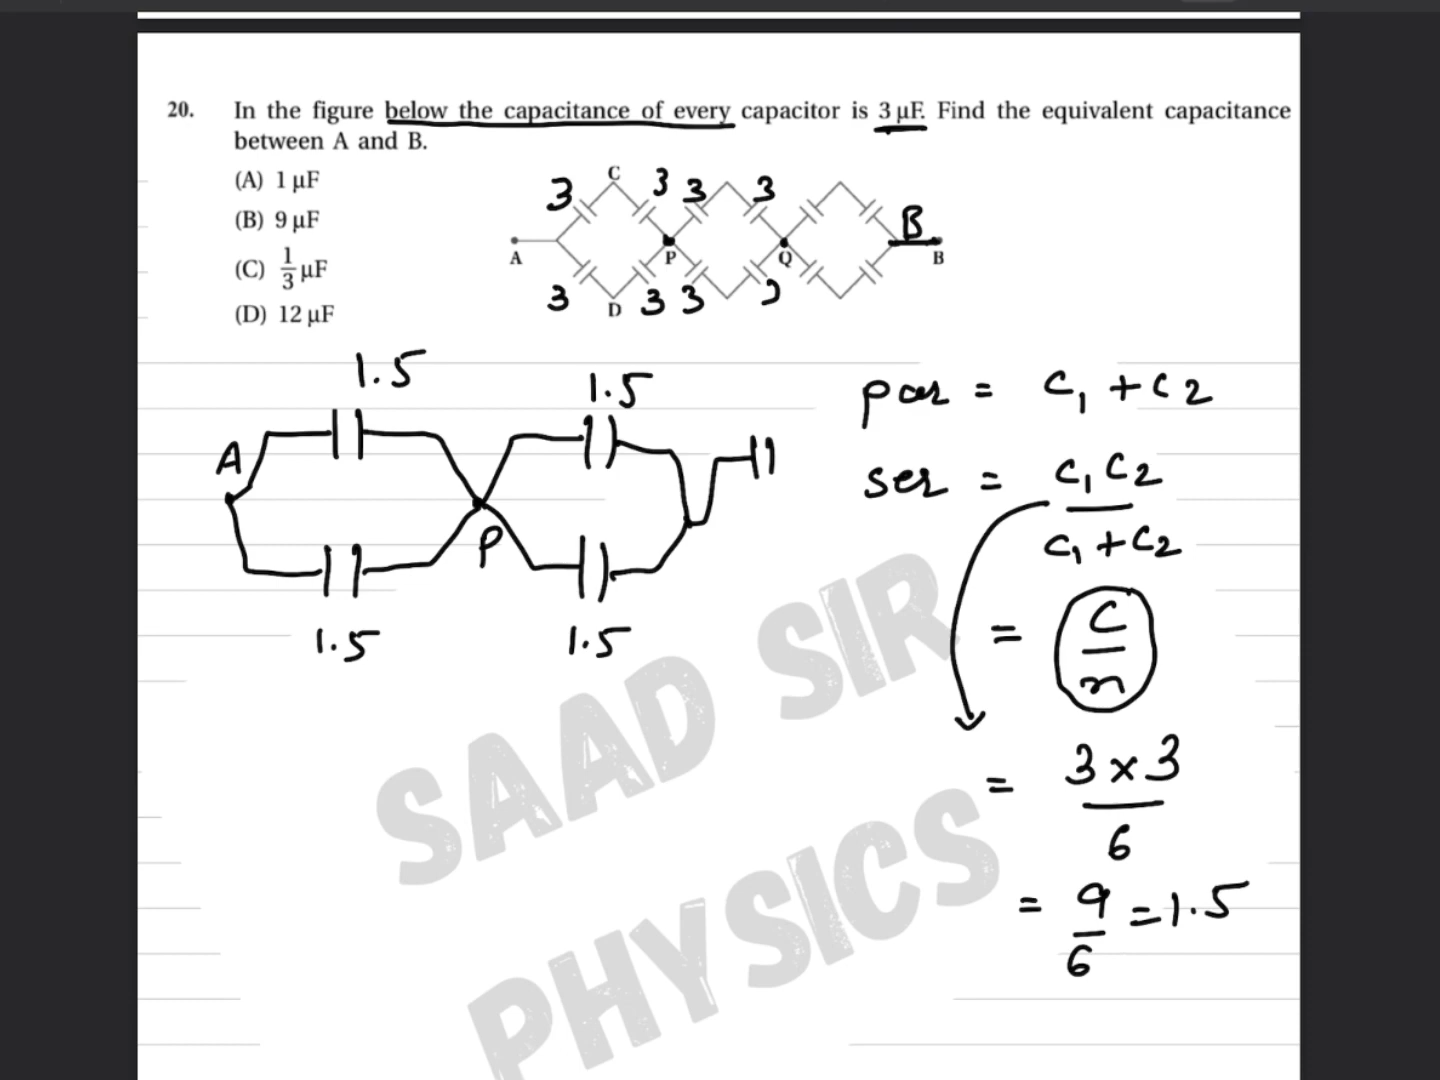 20. In the figure below the capacitance of every capacitor is 3 μF. Find the equivalent capacitance
between A and B.
(A) 1 μF
(B) 9 μF
(C) 1/3 μF
(D) 12 μF
3 C 3 3 3
B
A P Q B
3 D 3 3
1.5 1.5
A
P
1.5 1.5
par = C1 + C2
ser = C1 C2
C1 + C2
= C/n
= 3 x 3
6
= 9/6 = 1.5
SAAD SIR
PHYSICS